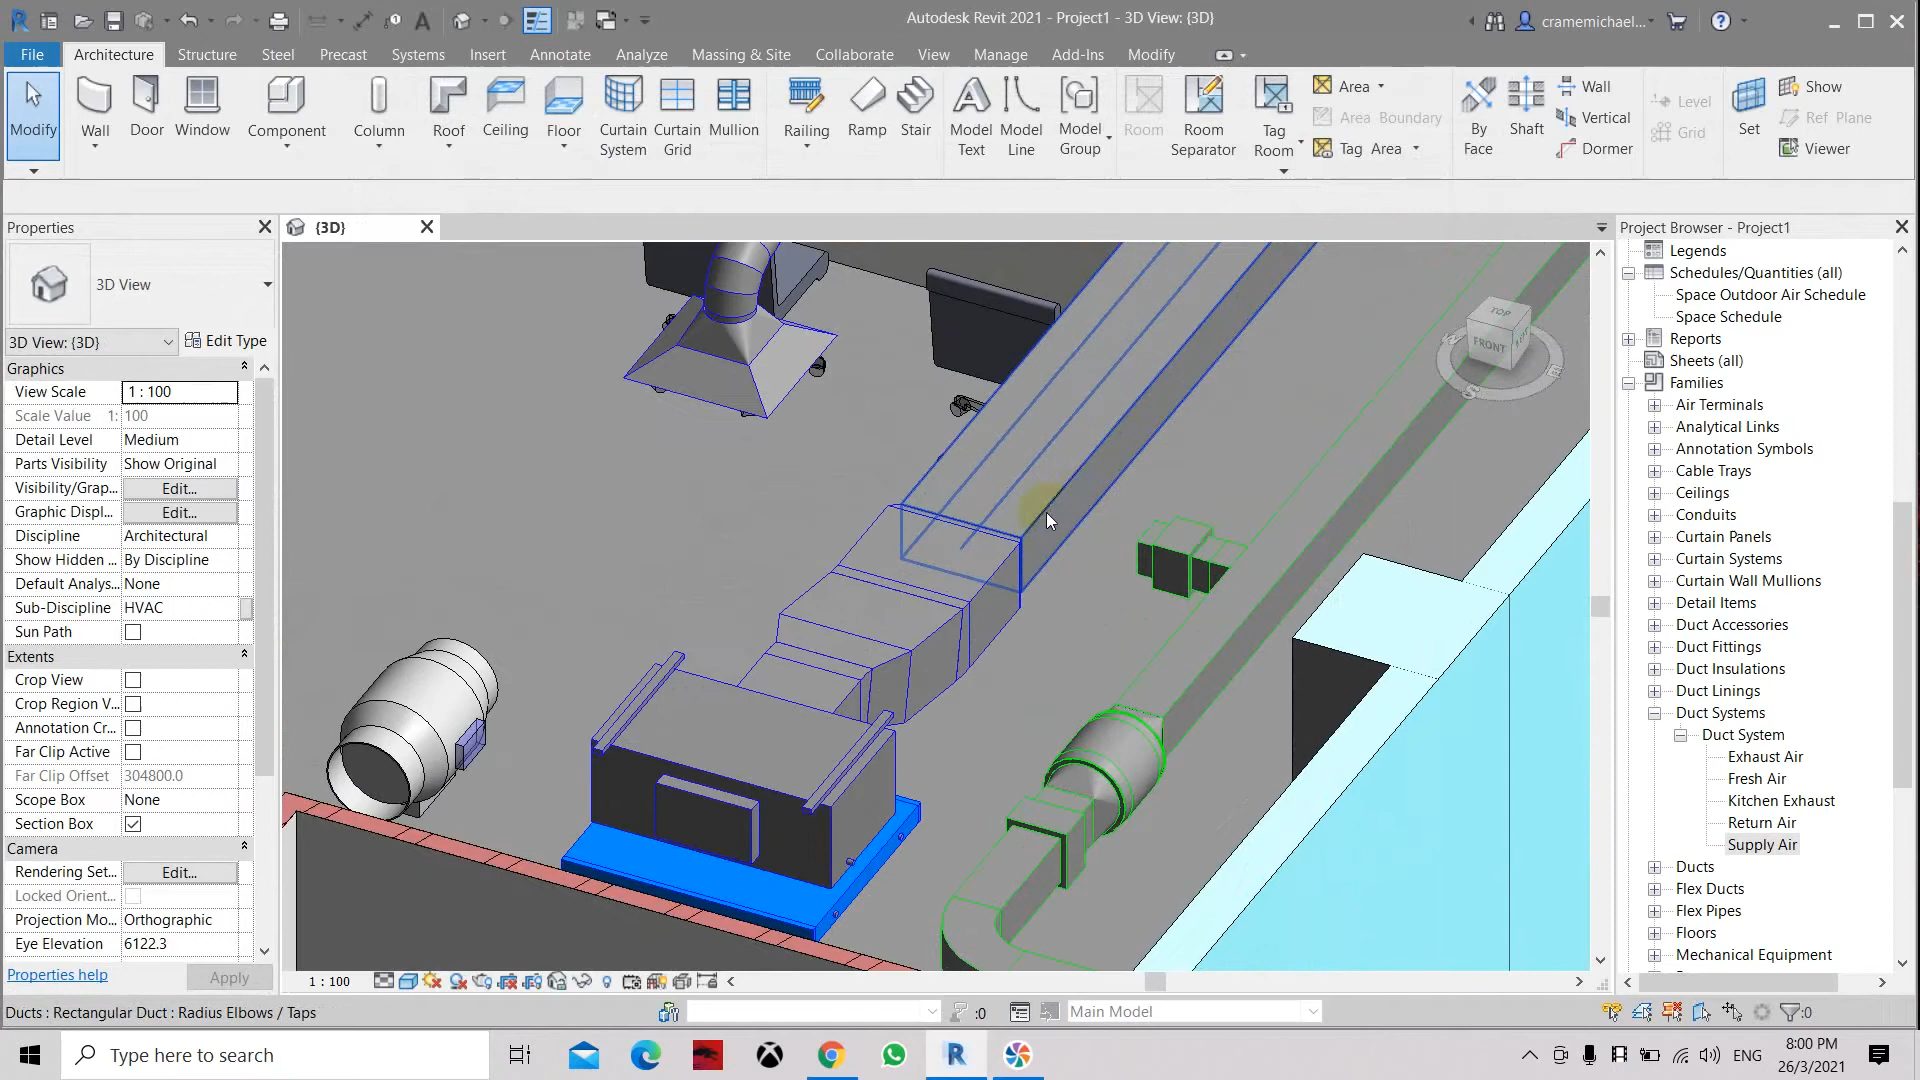 Autodesk Revit 2021 - Project1 - 3D View: {3D}
cramemichael...
File Architecture Structure Steel Precast Systems Insert Annotate Analyze Massing & Site Collaborate View Manage Add-Ins Modify
Modify
Wall
Door
Window
Component
Column
Roof
Ceiling
Floor
Curtain System
Curtain Grid
Mullion
Railing
Ramp
Stair
Model Text
Model Line
Model Group
Room
Room Separator
Tag Room
Area
Area Boundary
Tag Area
By Face
Shaft
Wall
Vertical
Dormer
Level
Grid
Set
Show
Ref Plane
Viewer
Properties
3D View
3D View: {3D}
Edit Type
Graphics
View Scale 1 : 100
Scale Value 1: 100
Detail Level Medium
Parts Visibility Show Original
Visibility/Grap... Edit...
Graphic Displ... Edit...
Discipline Architectural
Show Hidden ... By Discipline
Default Analys... None
Sub-Discipline HVAC
Sun Path
Extents
Crop View
Crop Region V...
Annotation Cr...
Far Clip Active
Far Clip Offset 304800.0
Scope Box None
Section Box
Camera
Rendering Set... Edit...
Locked Orient...
Projection Mo... Orthographic
Eye Elevation 6122.3
Properties help
Apply
{3D}
TOP
FRONT
W
S
E
1 : 100
Project Browser - Project1
Legends
Schedules/Quantities (all)
Space Outdoor Air Schedule
Space Schedule
Reports
Sheets (all)
Families
Air Terminals
Analytical Links
Annotation Symbols
Cable Trays
Ceilings
Conduits
Curtain Panels
Curtain Systems
Curtain Wall Mullions
Detail Items
Duct Accessories
Duct Fittings
Duct Insulations
Duct Linings
Duct Systems
Duct System
Exhaust Air
Fresh Air
Kitchen Exhaust
Return Air
Supply Air
Ducts
Flex Ducts
Flex Pipes
Floors
Mechanical Equipment
Ducts : Rectangular Duct : Radius Elbows / Taps
:0
Main Model
:0
Type here to search
ENG
8:00 PM
26/3/2021